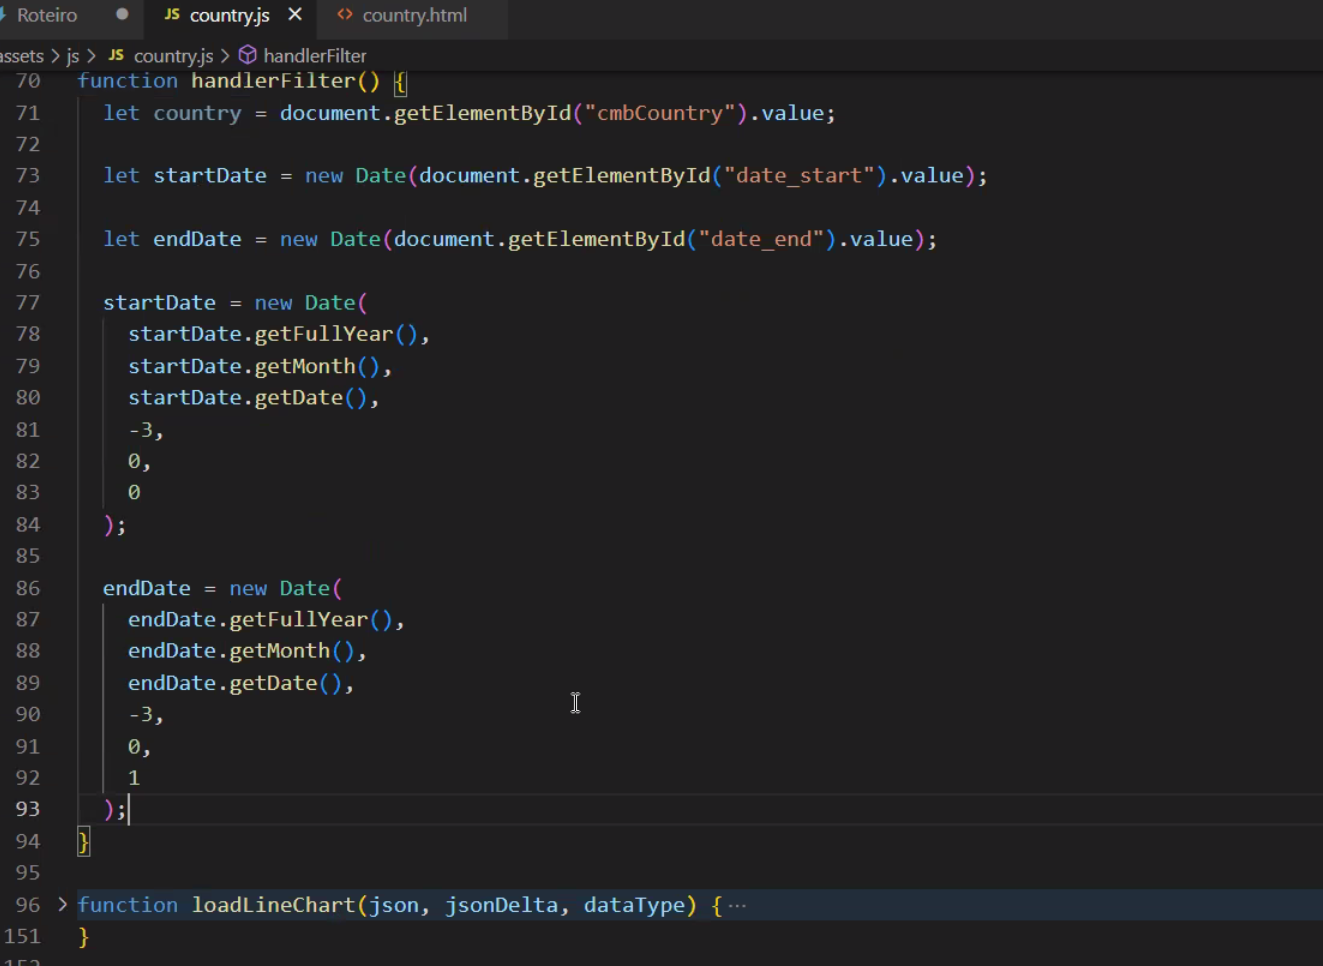 Roteiro
JS country.js
<> country.html
assets > js > JS country.js > handlerFilter
70 function handlerFilter() {
71 let country = document.getElementById("cmbCountry").value;
72
73 let startDate = new Date(document.getElementById("date_start").value);
74
75 let endDate = new Date(document.getElementById("date_end").value);
76
77 startDate = new Date(
78 startDate.getFullYear(),
79 startDate.getMonth(),
80 startDate.getDate(),
81 -3,
82 0,
83 0
84 );
85
86 endDate = new Date(
87 endDate.getFullYear(),
88 endDate.getMonth(),
89 endDate.getDate(),
90 -3,
91 0,
92 1
93 );
94 }
95
96 > function loadLineChart(json, jsonDelta, dataType) { ···
151 }